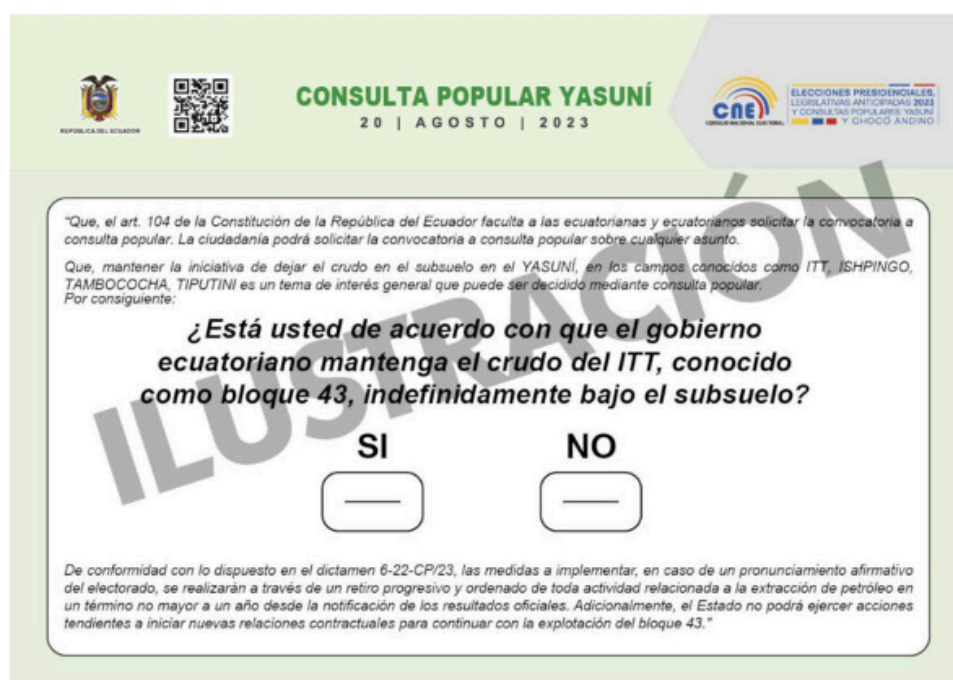 CONSULTA POPULAR YASUNÍ
20 | AGOSTO | 2023
REPÚBLICA DEL ECUADOR
CNE
CONSEJO NACIONAL ELECTORAL
ELECCIONES PRESIDENCIALES,
LEGISLATIVAS ANTICIPADAS 2023
Y CONSULTAS POPULARES: YASUNÍ
Y CHOCÓ ANDINO
"Que, el art. 104 de la Constitución de la República del Ecuador faculta a las ecuatorianas y ecuatorianos solicitar la convocatoria a
consulta popular. La ciudadanía podrá solicitar la convocatoria a consulta popular sobre cualquier asunto.
Que, mantener la iniciativa de dejar el crudo en el subsuelo en el YASUNÍ, en los campos conocidos como ITT, ISHPINGO,
TAMBOCOCHA, TIPUTINI es un tema de interés general que puede ser decidido mediante consulta popular.
Por consiguiente:
¿Está usted de acuerdo con que el gobierno
ecuatoriano mantenga el crudo del ITT, conocido
como bloque 43, indefinidamente bajo el subsuelo?
SI NO
De conformidad con lo dispuesto en el dictamen 6-22-CP/23, las medidas a implementar, en caso de un pronunciamiento afirmativo
del electorado, se realizarán a través de un retiro progresivo y ordenado de toda actividad relacionada a la extracción de petróleo en
un término no mayor a un año desde la notificación de los resultados oficiales. Adicionalmente, el Estado no podrá ejercer acciones
tendientes a iniciar nuevas relaciones contractuales para continuar con la explotación del bloque 43."
ILUSTRACIÓN